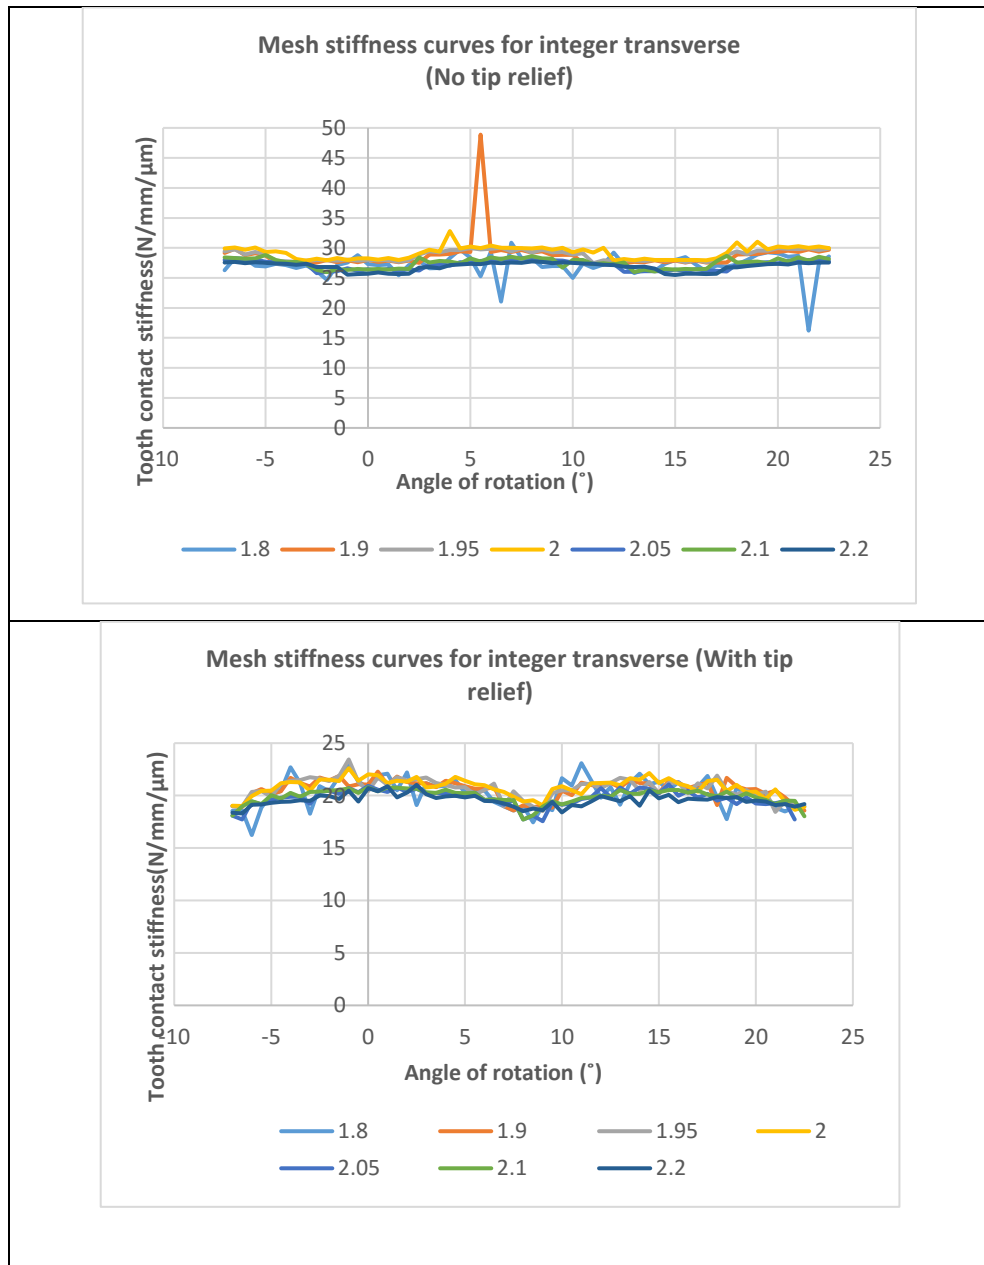 Mesh stiffness curves for integer transverse
(No tip relief)
Tooth contact stiffness(N/mm/µm)
50
45
40
35
30
25
20
15
10
5
0
-10 -5 0 5 10 15 20 25
Angle of rotation (˚)
1.8 1.9 1.95 2 2.05 2.1 2.2
Mesh stiffness curves for integer transverse (With tip
relief)
Tooth contact stiffness(N/mm/µm)
25
20
15
10
5
0
-10 -5 0 5 10 15 20 25
Angle of rotation (˚)
1.8 1.9 1.95 2
2.05 2.1 2.2